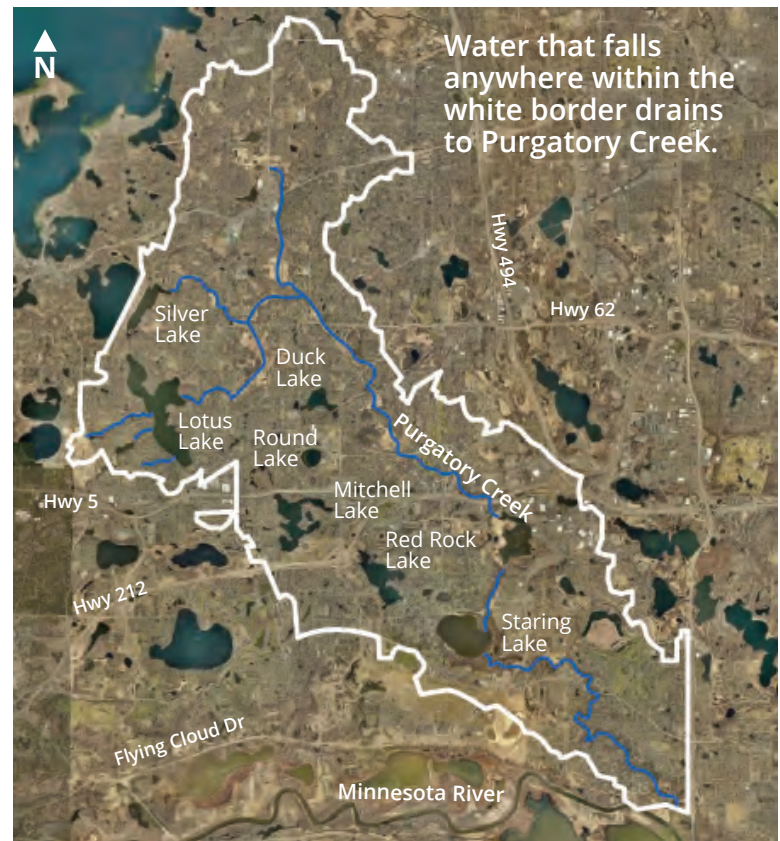 N
Water that falls
anywhere within the
white border drains
to Purgatory Creek.
Hwy 494
Hwy 62
Silver
Lake
Duck
Lake
Lotus
Lake
Round
Lake
Purgatory Creek
Mitchell
Lake
Hwy 5
Red Rock
Lake
Hwy 212
Staring
Lake
Flying Cloud Dr
Minnesota River